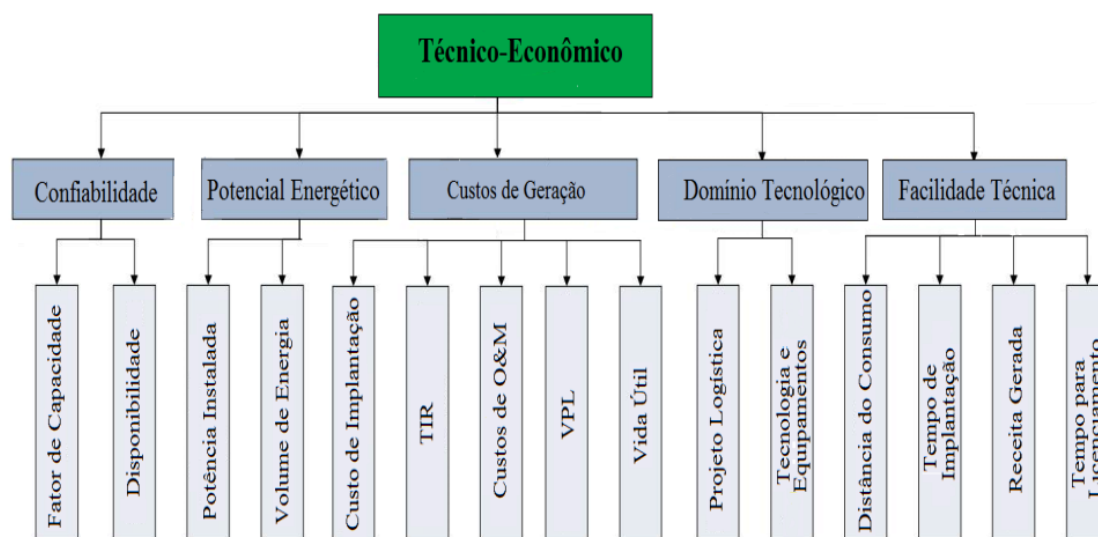 Técnico-Econômico
Confiabilidade
Potencial Energético
Custos de Geração
Domínio Tecnológico
Facilidade Técnica
Fator de Capacidade
Disponibilidade
Potência Instalada
Volume de Energia
Custo de Implantação
TIR
Custos de O&M
VPL
Vida Útil
Projeto Logística
Tecnologia e
Equipamentos
Distância do Consumo
Tempo de
Implantação
Receita Gerada
Tempo para
Licenciamento